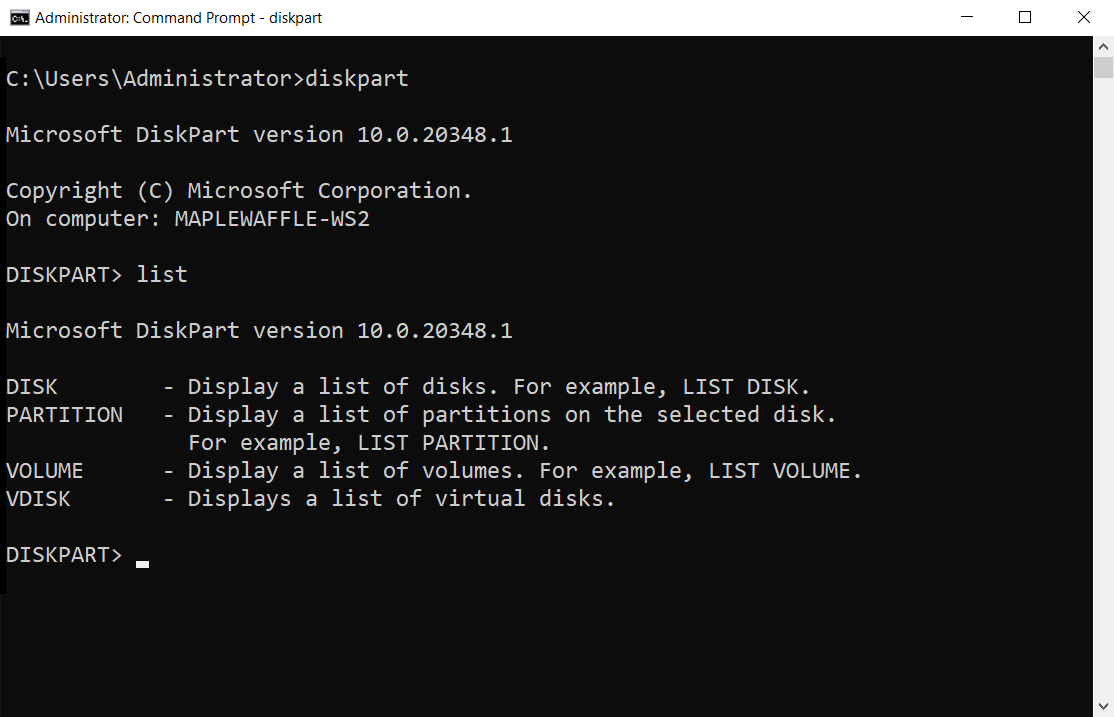 Administrator: Command Prompt - diskpart
C:\Users\Administrator>diskpart
Microsoft DiskPart version 10.0.20348.1
Copyright (C) Microsoft Corporation.
On computer: MAPLEWAFFLE-WS2
DISKPART> list
Microsoft DiskPart version 10.0.20348.1
DISK        - Display a list of disks. For example, LIST DISK.
PARTITION   - Display a list of partitions on the selected disk.
              For example, LIST PARTITION.
VOLUME      - Display a list of volumes. For example, LIST VOLUME.
VDISK       - Displays a list of virtual disks.
DISKPART>